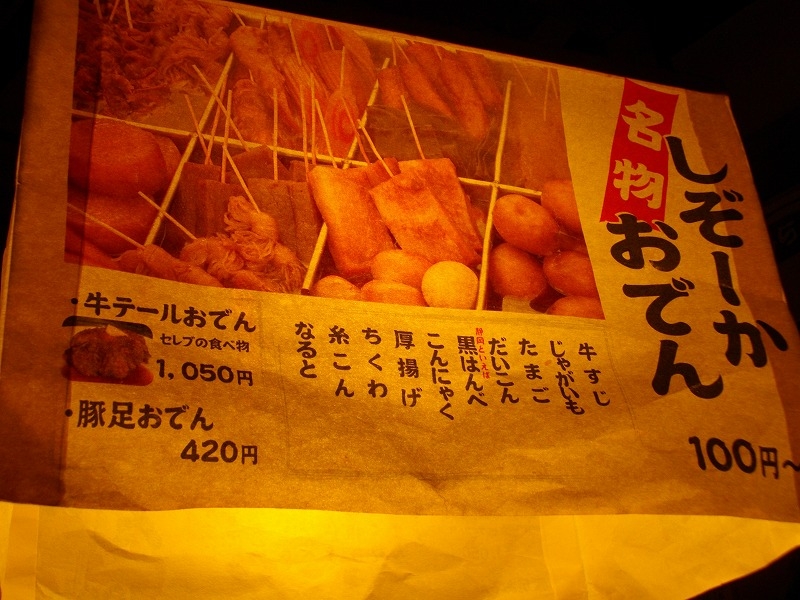 名物
しぞーか
おでん
100円~
牛すじ
じゃがいも
たまご
だいこん
静岡といえば
黒はんぺ
こんにゃく
厚揚げ
ちくわ
糸こん
なると
・牛テールおでん
セレブの食べ物
1,050円
・豚足おでん
420円